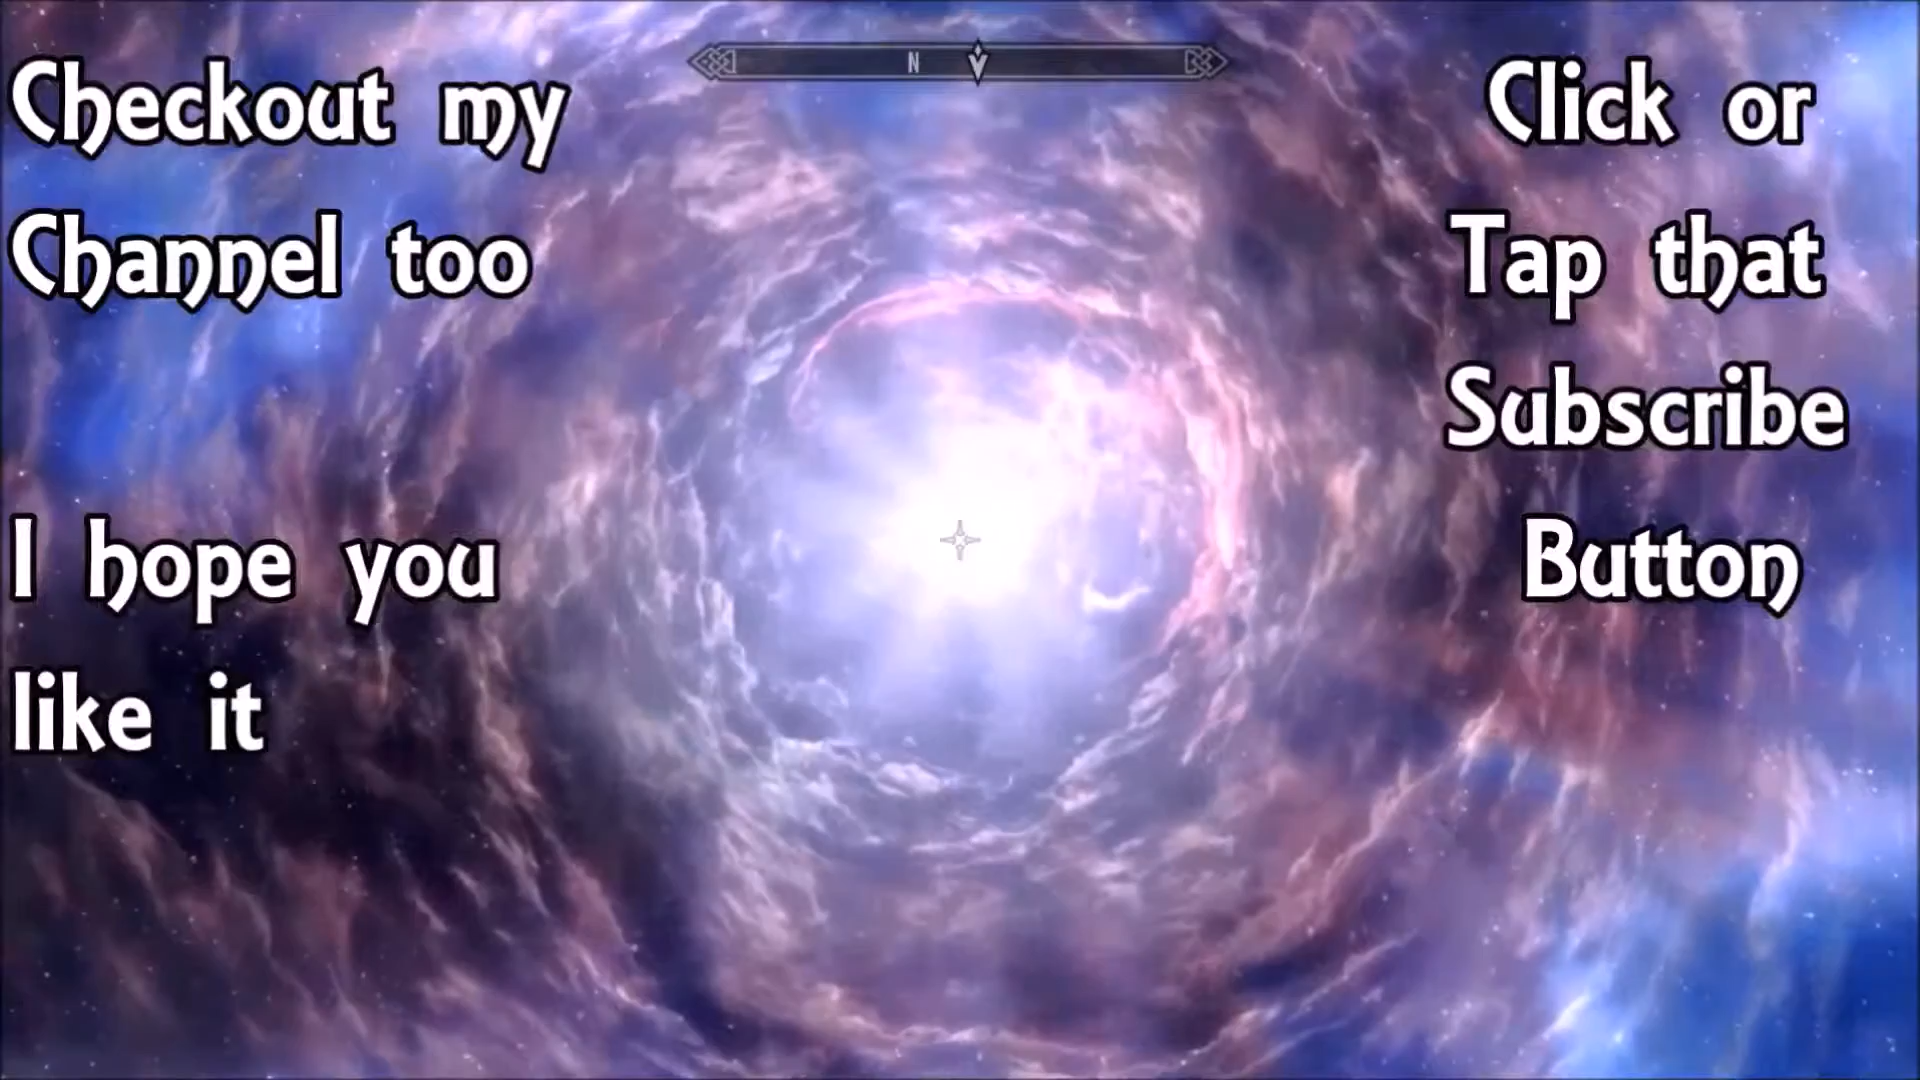 N
Checkout my
Channel too
I hope you
like it
Click or
Tap that
Subscribe
Button